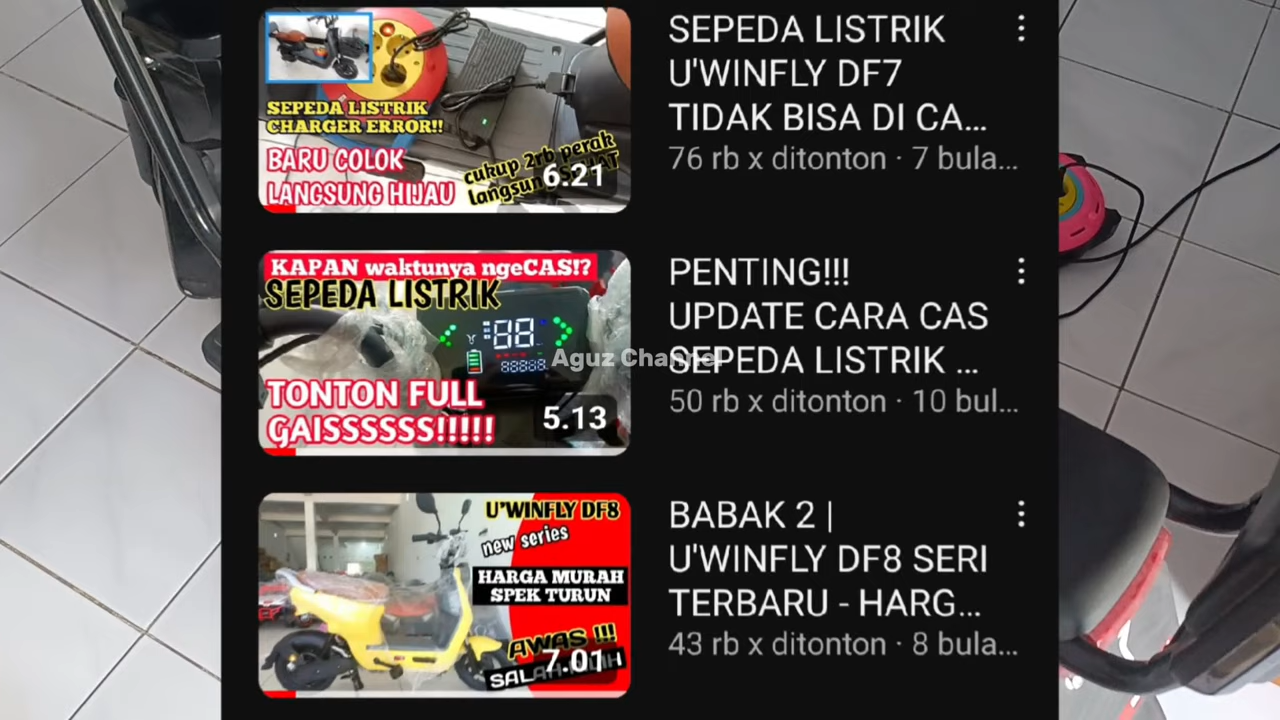 SEPEDA LISTRIK
CHARGER ERROR!!
BARU COLOK
LANGSUNG HIJAU
cukup 2rb perak
langsung
6.21
SEPEDA LISTRIK
U'WINFLY DF7
TIDAK BISA DI CA...
76 rb x ditonton · 7 bula...
KAPAN waktunya ngeCAS!?
SEPEDA LISTRIK
88
88888
TONTON FULL
GAISSSSSS!!!!!
5.13
PENTING!!!
UPDATE CARA CAS
SEPEDA LISTRIK ...
50 rb x ditonton · 10 bul...
Aguz Channel
U'WINFLY DF8
new series
HARGA MURAH
SPEK TURUN
AWAS !!!
7.01
BABAK 2 |
U'WINFLY DF8 SERI
TERBARU - HARG...
43 rb x ditonton · 8 bula...